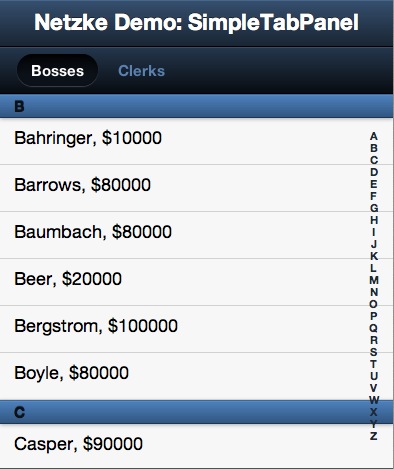 Netzke Demo: SimpleTabPanel
Bosses Clerks
B
Bahringer, $10000
Barrows, $80000
Baumbach, $80000
Beer, $20000
Bergstrom, $100000
Boyle, $80000
C
Casper, $90000
A
B
C
D
E
F
G
H
I
J
K
L
M
N
O
P
Q
R
S
T
U
V
W
X
Y
Z